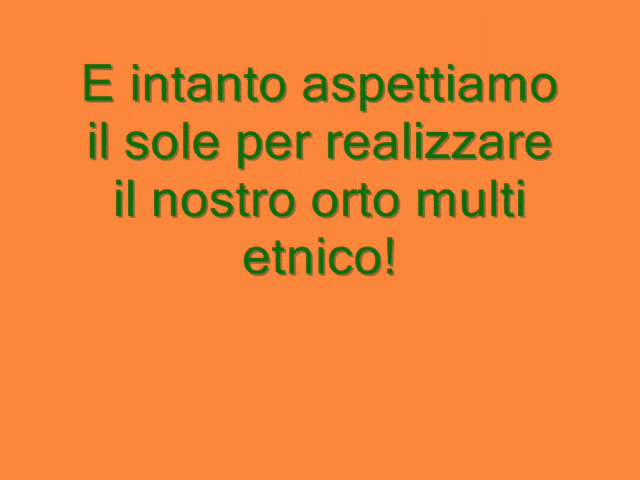 E intanto aspettiamo
il sole per realizzare
il nostro orto multi
etnico!